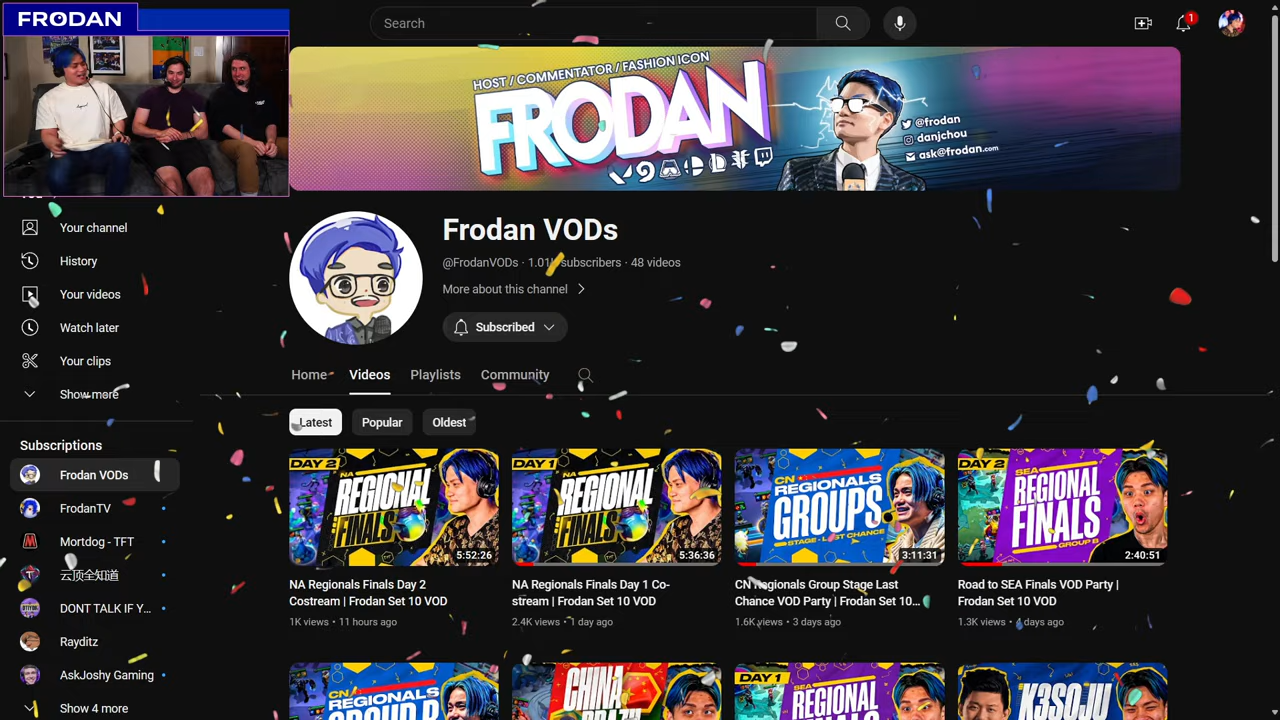 FRODAN
Search
1
HOST / COMMENTATOR / FASHION ICON
FRODAN
@frodan
danjchou
ask@frodan.com
Your channel
History
Your videos
Watch later
Your clips
Show more
Subscriptions
Frodan VODs
FrodanTV
Mortdog - TFT
云顶全知道
DONT TALK IF Y...
Rayditz
AskJoshy Gaming
Show 4 more
Frodan VODs
@FrodanVODs · 1.01K subscribers · 48 videos
More about this channel
Subscribed
Home
Videos
Playlists
Community
Latest
Popular
Oldest
DAY 2
NA
REGIONAL
FINALS
5:52:26
NA Regionals Finals Day 2
Costream | Frodan Set 10 VOD
1K views • 11 hours ago
DAY 1
NA
REGIONAL
FINALS
5:36:36
NA Regionals Finals Day 1 Co-
stream | Frodan Set 10 VOD
2.4K views • 1 day ago
CN
REGIONALS
GROUPS
STAGE - LAST CHANCE
3:11:31
CN Regionals Group Stage Last
Chance VOD Party | Frodan Set 10...
1.6K views • 3 days ago
DAY 2
SEA
REGIONAL
FINALS
GROUP B
2:40:51
Road to SEA Finals VOD Party |
Frodan Set 10 VOD
1.3K views • 4 days ago
CN
REGIONALS
GROUP B
CHINA
DAY 1
SEA
REGIONAL
K3SOJU